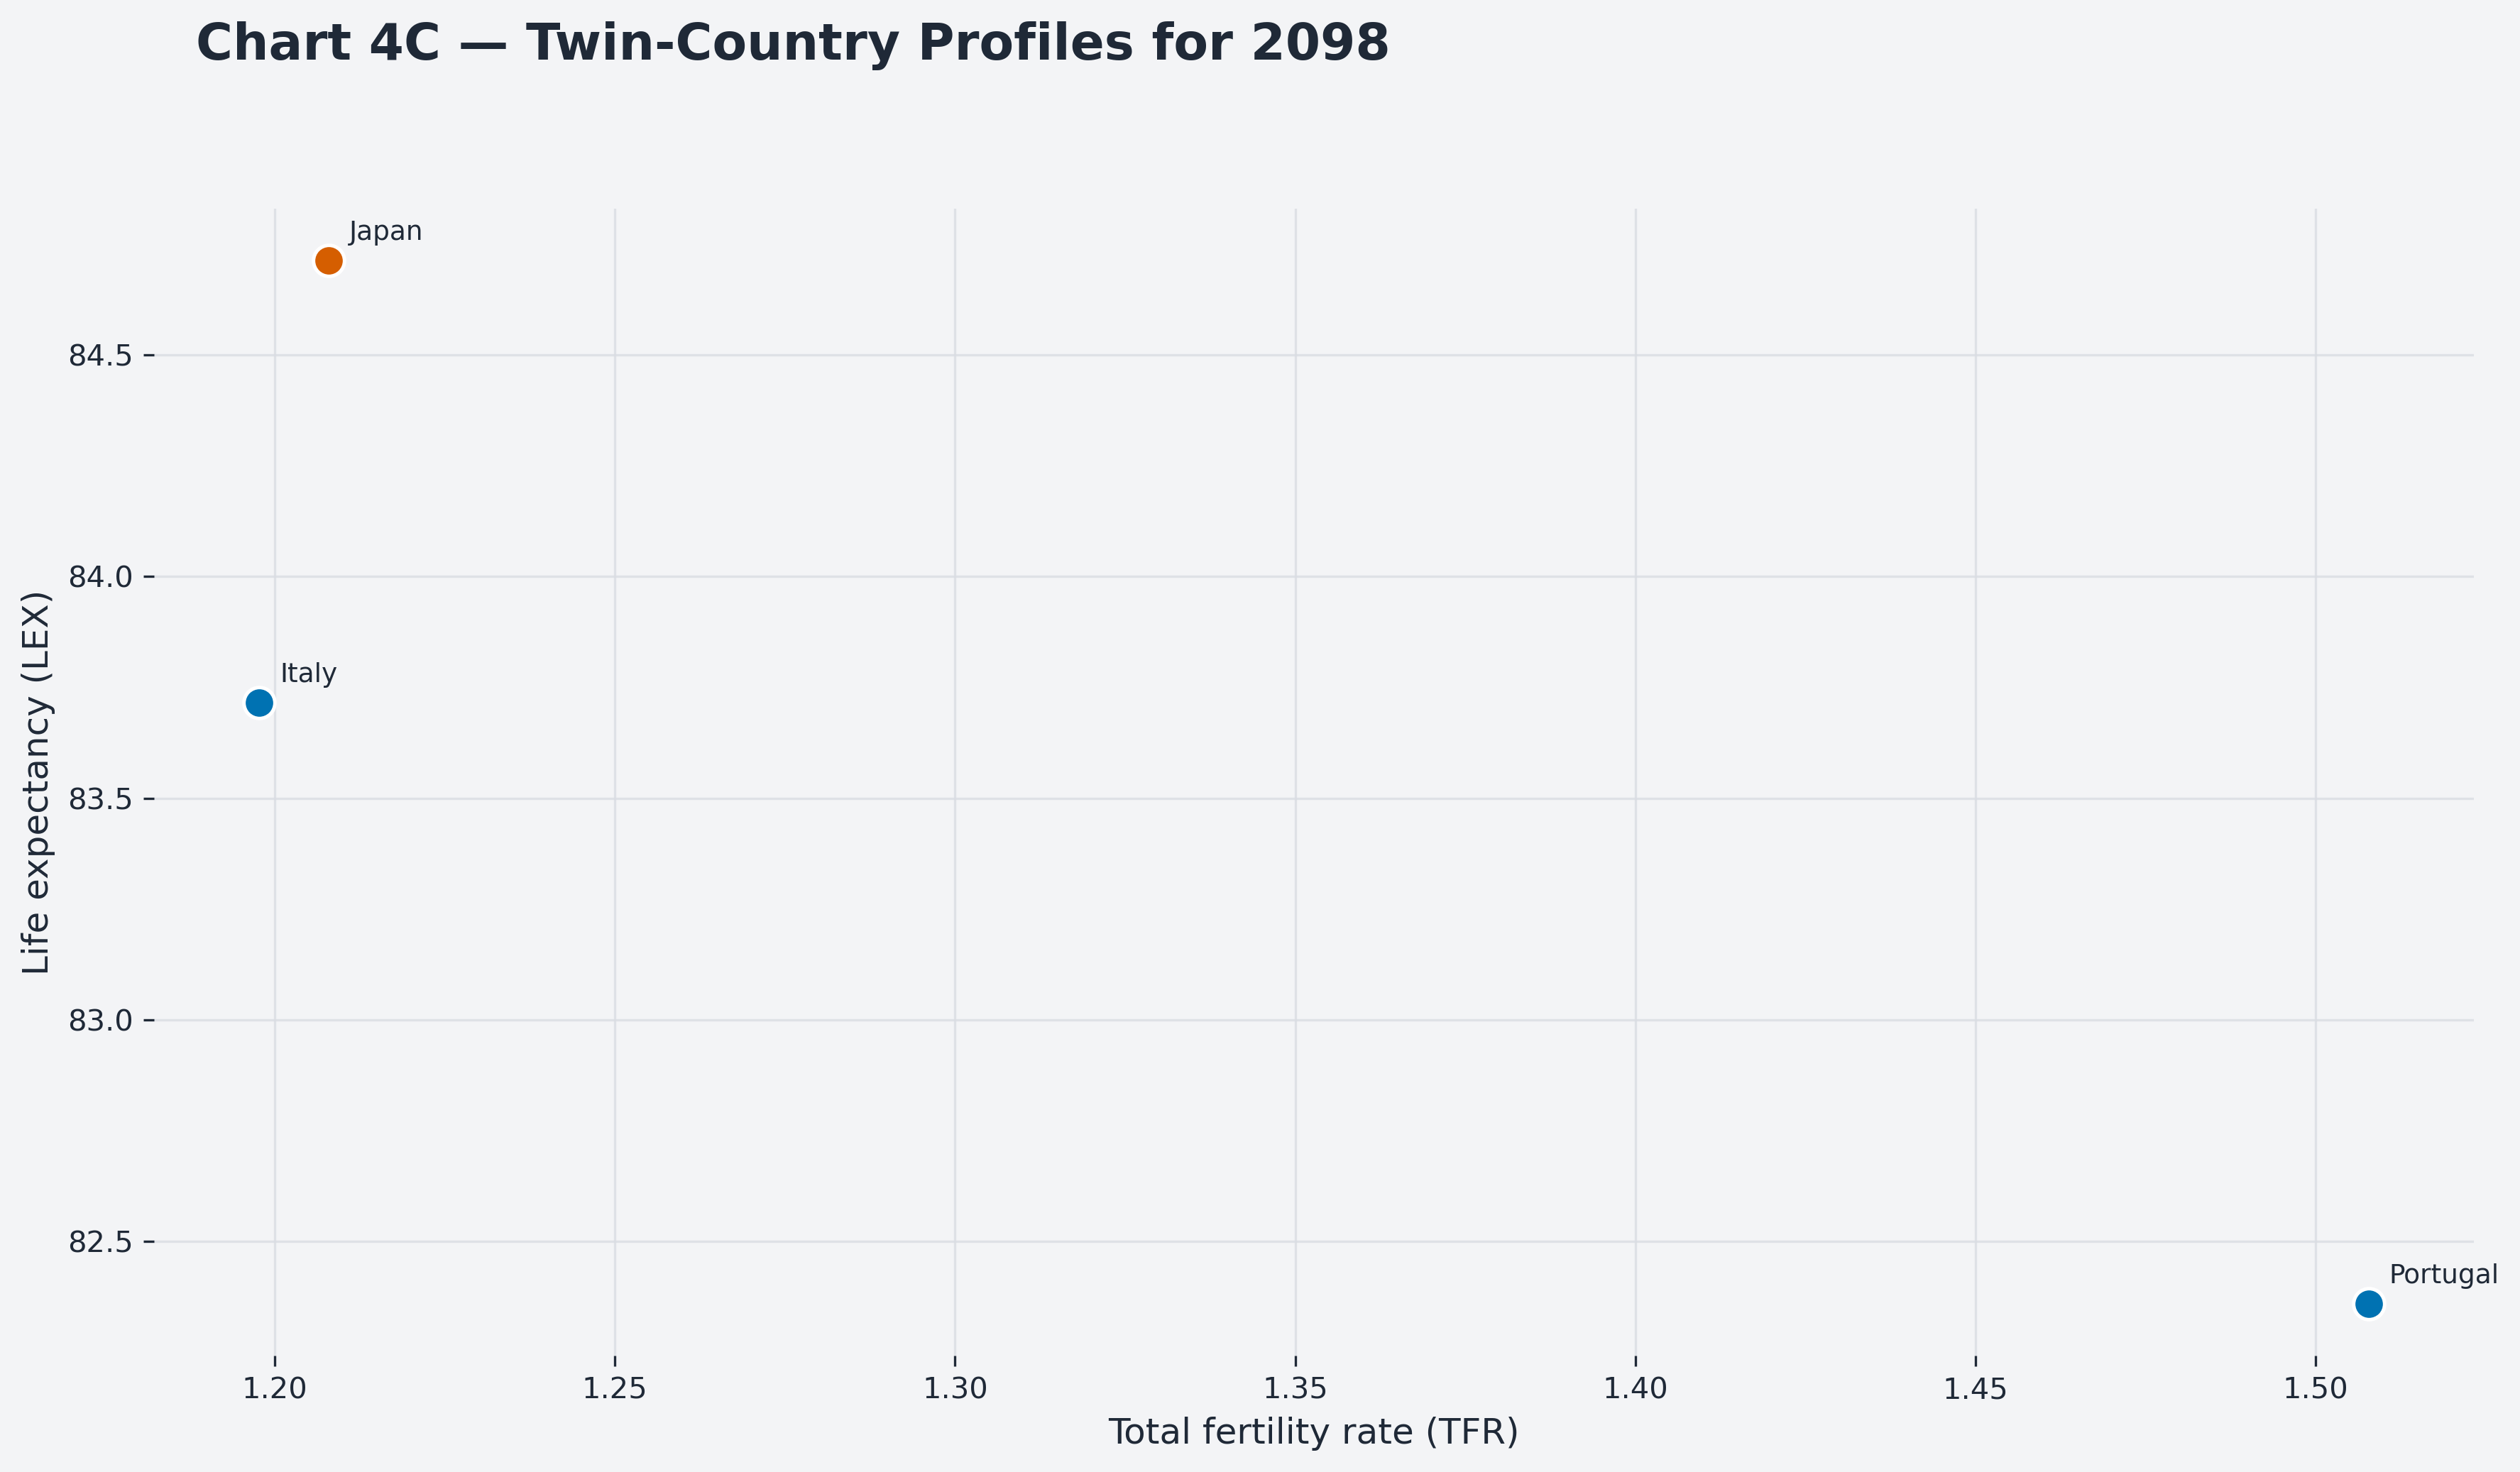 Chart 4C — Twin-Country Profiles for 2098
Japan
84.5
84.0
Italy
83.5
83.0
82.5
Portugal
Life expectancy (LEX)
1.20
1.25
1.30
1.35
1.40
1.45
1.50
Total fertility rate (TFR)